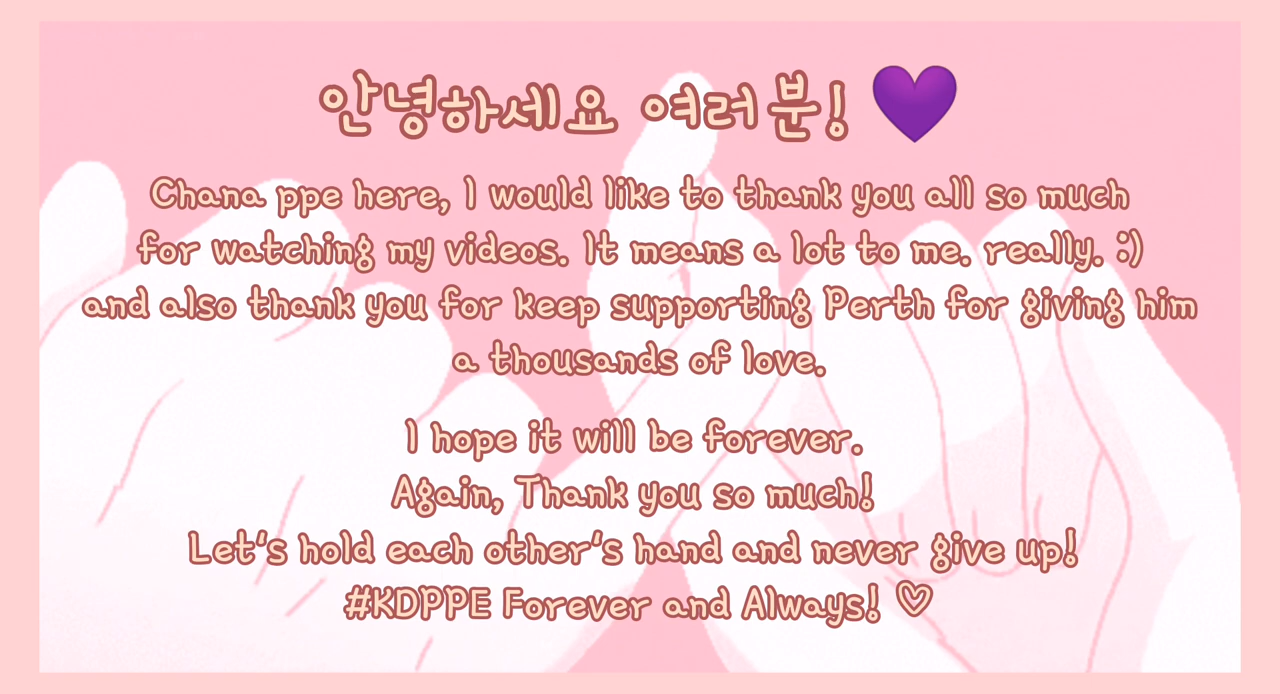 안녕하세요 여러분! 💜
Chana ppe here, I would like to thank you all so much
for watching my videos. It means a lot to me. really. :)
and also thank you for keep supporting Perth for giving him
a thousands of love.
I hope it will be forever.
Again, Thank you so much!
Let's hold each other's hand and never give up!
#KDPPE Forever and Always! ♡